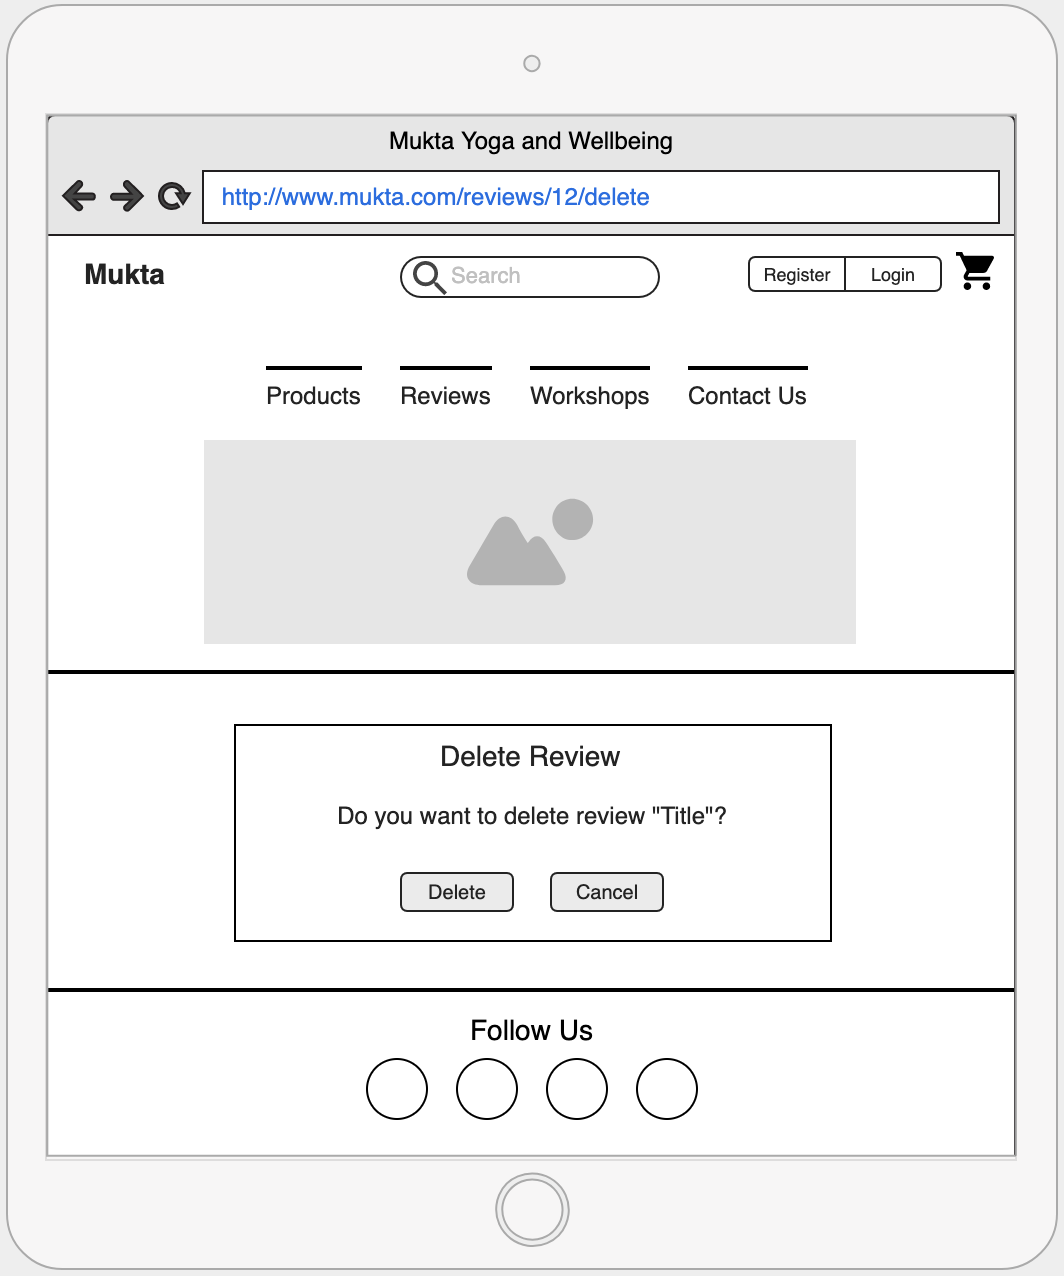 Mukta Yoga and Wellbeing
http://www.mukta.com/reviews/12/delete
Mukta Search Register Login
Products Reviews Workshops Contact Us
Delete Review
Do you want to delete review "Title"?
Delete Cancel
Follow Us